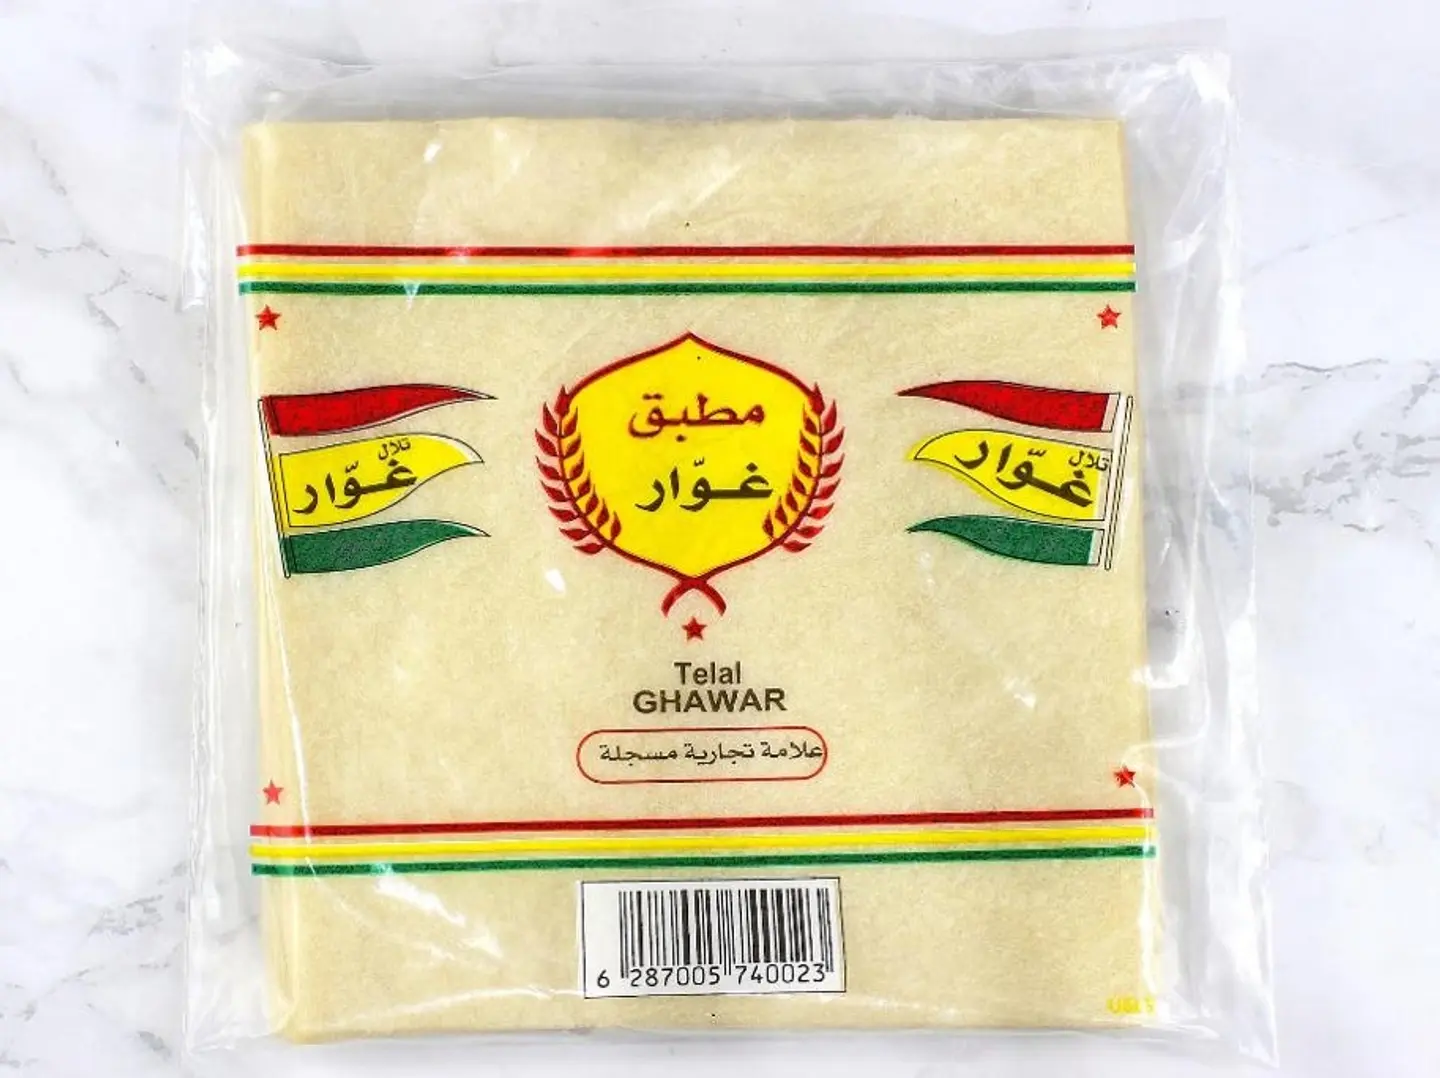 مطبق
غوّار
تلال
غوّار
تلال
غوّار
Telal
GHAWAR
علامة تجارية مسجلة
6 287005 740023